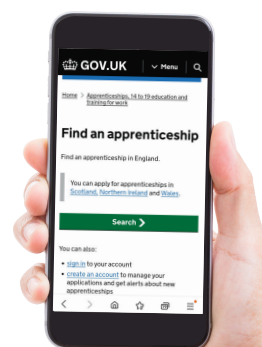 GOV.UK Menu
Home > Apprenticeships, 14 to 19 education and
training for work
Find an apprenticeship
Find an apprenticeship in England.
You can apply for apprenticeships in
Scotland, Northern Ireland and Wales.
Search >
You can also:
• sign in to your account
• create an account to manage your
applications and get alerts about new
apprenticeships